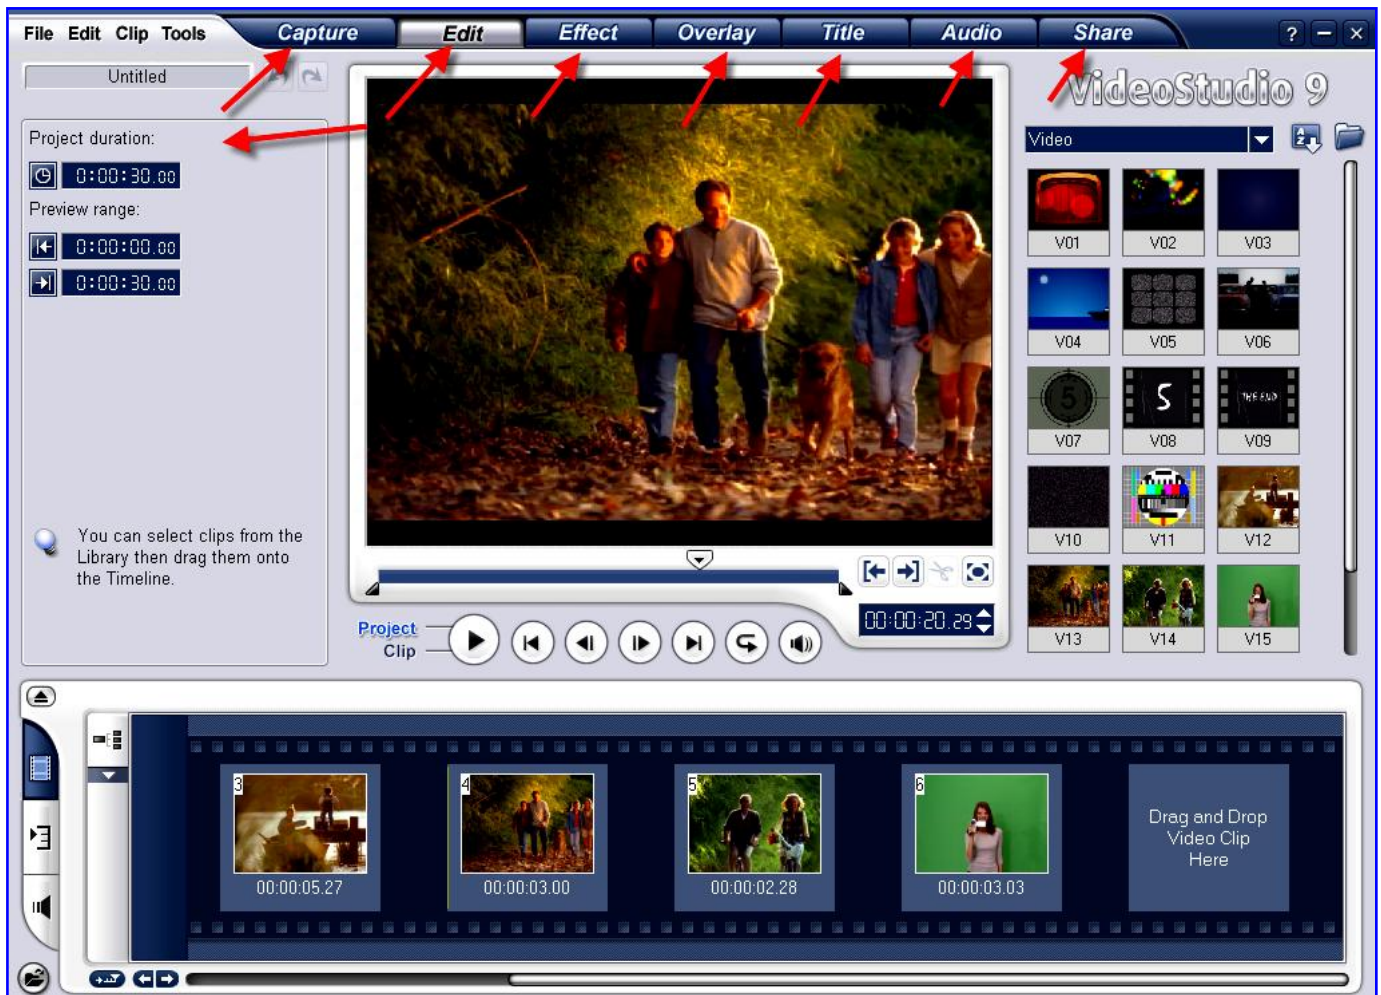 File Edit Clip Tools
Capture Edit Effect Overlay Title Audio Share
?
Untitled
VideoStudio 9
Project duration:
0:00:30.00
Preview range:
0:00:00.00
0:00:30.00
You can select clips from the
Library then drag them onto
the Timeline.
Project
Clip
00:00:20.29
Video
A
Z
V01 V02 V03
V04 V05 V06
5
5
THE END
V07 V08 V09
V10 V11 V12
V13 V14 V15
3
4
5
6
00:00:05.27
00:00:03.00
00:00:02.28
00:00:03.03
Drag and Drop
Video Clip
Here